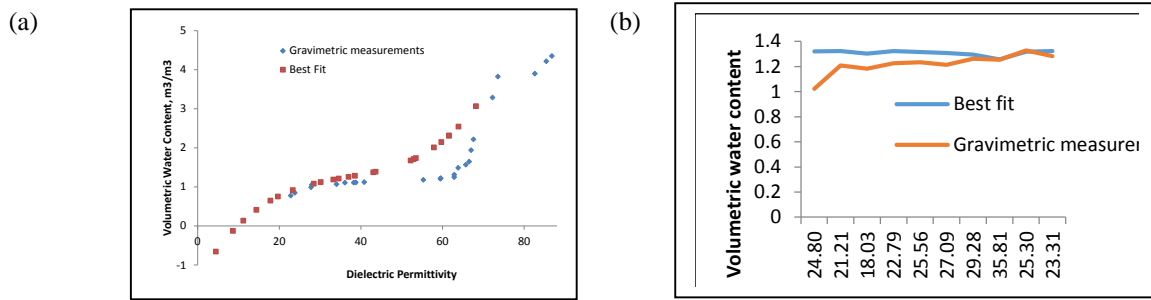 (a)
Volumetric Water Content, m3/m3
5
4
3
2
1
0
-1
Gravimetric measurements
Best Fit
0 20 40 60 80
Dielectric Permittivity
(b)
Volumetric water content
1.4
1.2
1
0.8
0.6
0.4
0.2
0
Best fit
Gravimetric measurer
24.80
21.21
18.03
22.79
25.56
27.09
29.28
35.81
25.30
23.31